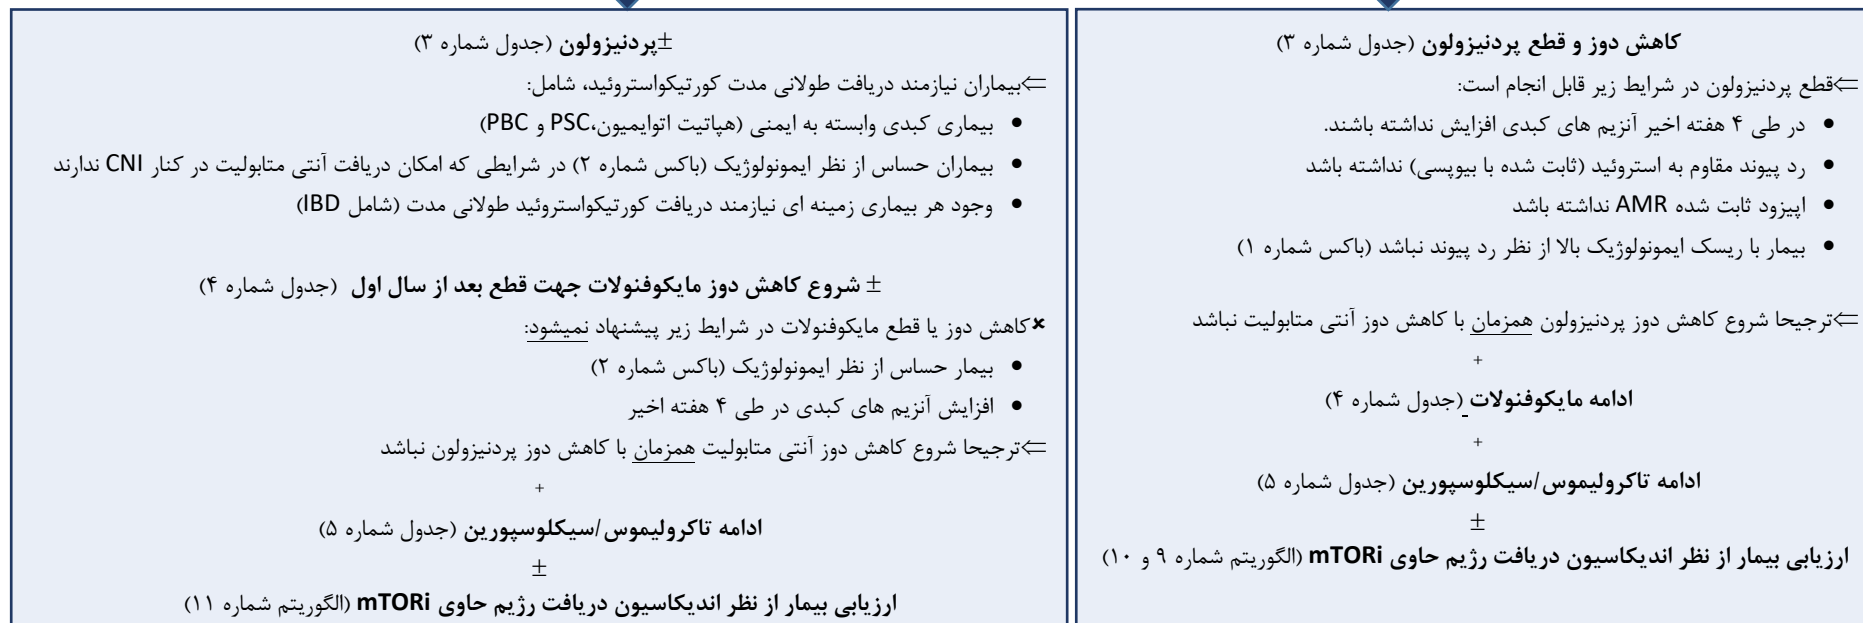 کاهش دوز و قطع پردنیزولون (جدول شماره ۳)
⇐قطع پردنیزولون در شرایط زیر قابل انجام است:
• در طی ۴ هفته اخیر آنزیم های کبدی افزایش نداشته باشند.
• رد پیوند مقاوم به استروئید (ثابت شده با بیوپسی) نداشته باشد
• اپیزود ثابت شده AMR نداشته باشد
• بیمار با ریسک ایمونولوژیک بالا از نظر رد پیوند نباشد (باکس شماره ۱)
⇐ترجیحا شروع کاهش دوز پردنیزولون همزمان با کاهش دوز آنتی متابولیت نباشد
+
ادامه مایکوفنولات (جدول شماره ۴)
+
ادامه تاکرولیموس/سیکلوسپورین (جدول شماره ۵)
±
ارزیابی بیمار از نظر اندیکاسیون دریافت رژیم حاوی mTORi (الگوریتم شماره ۹ و ۱۰)
±پردنیزولون (جدول شماره ۳)
⇐بیماران نیازمند دریافت طولانی مدت کورتیکواستروئید، شامل:
• بیماری کبدی وابسته به ایمنی (هپاتیت اتوایمیون،PSC و PBC)
• بیماران حساس از نظر ایمونولوژیک (باکس شماره ۲) در شرایطی که امکان دریافت آنتی متابولیت در کنار CNI ندارند
• وجود هر بیماری زمینه ای نیازمند دریافت کورتیکواستروئید طولانی مدت (شامل IBD)
± شروع کاهش دوز مایکوفنولات جهت قطع بعد از سال اول (جدول شماره ۴)
×کاهش دوز یا قطع مایکوفنولات در شرایط زیر پیشنهاد نمیشود:
• بیمار حساس از نظر ایمونولوژیک (باکس شماره ۲)
• افزایش آنزیم های کبدی در طی ۴ هفته اخیر
⇐ترجیحا شروع کاهش دوز آنتی متابولیت همزمان با کاهش دوز پردنیزولون نباشد
+
ادامه تاکرولیموس/سیکلوسپورین (جدول شماره ۵)
±
ارزیابی بیمار از نظر اندیکاسیون دریافت رژیم حاوی mTORi (الگوریتم شماره ۱۱)